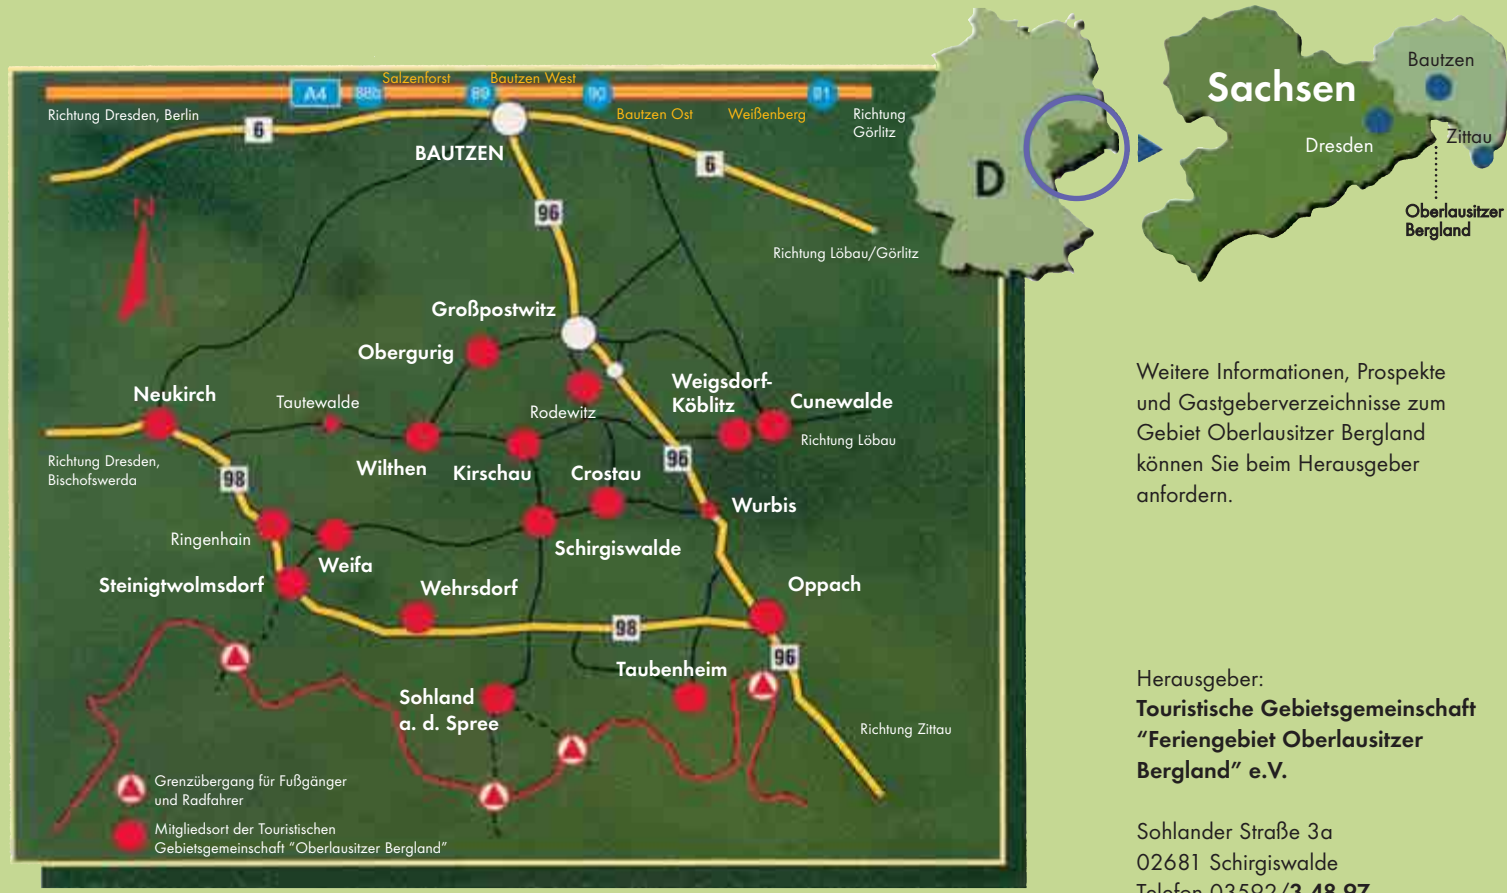 Salzenforst
Bautzen West
A4
88b
89
90
91
Richtung Dresden, Berlin
Bautzen Ost
Weißenberg
Richtung
Görlitz
6
BAUTZEN
6
N
96
Richtung Löbau/Görlitz
Großpostwitz
Obergurig
Neukirch
Tautewalde
Rodewitz
Weigsdorf-
Köblitz
Cunewalde
Richtung Löbau
Richtung Dresden,
Bischofswerda
98
Wilthen
Kirschau
Crostau
96
Wurbis
Ringenhain
Weifa
Schirgiswalde
Steinigtwolmsdorf
Wehrsdorf
Oppach
98
96
Taubenheim
Sohland
a. d. Spree
Richtung Zittau
Grenzübergang für Fußgänger
und Radfahrer
Mitgliedsort der Touristischen
Gebietsgemeinschaft "Oberlausitzer Bergland"
D
Sachsen
Bautzen
Dresden
Zittau
Oberlausitzer
Bergland
Weitere Informationen, Prospekte
und Gastgeberverzeichnisse zum
Gebiet Oberlausitzer Bergland
können Sie beim Herausgeber
anfordern.
Herausgeber:
Touristische Gebietsgemeinschaft
“Feriengebiet Oberlausitzer
Bergland” e.V.
Sohlander Straße 3a
02681 Schirgiswalde
Telefon 03592/3 48 97